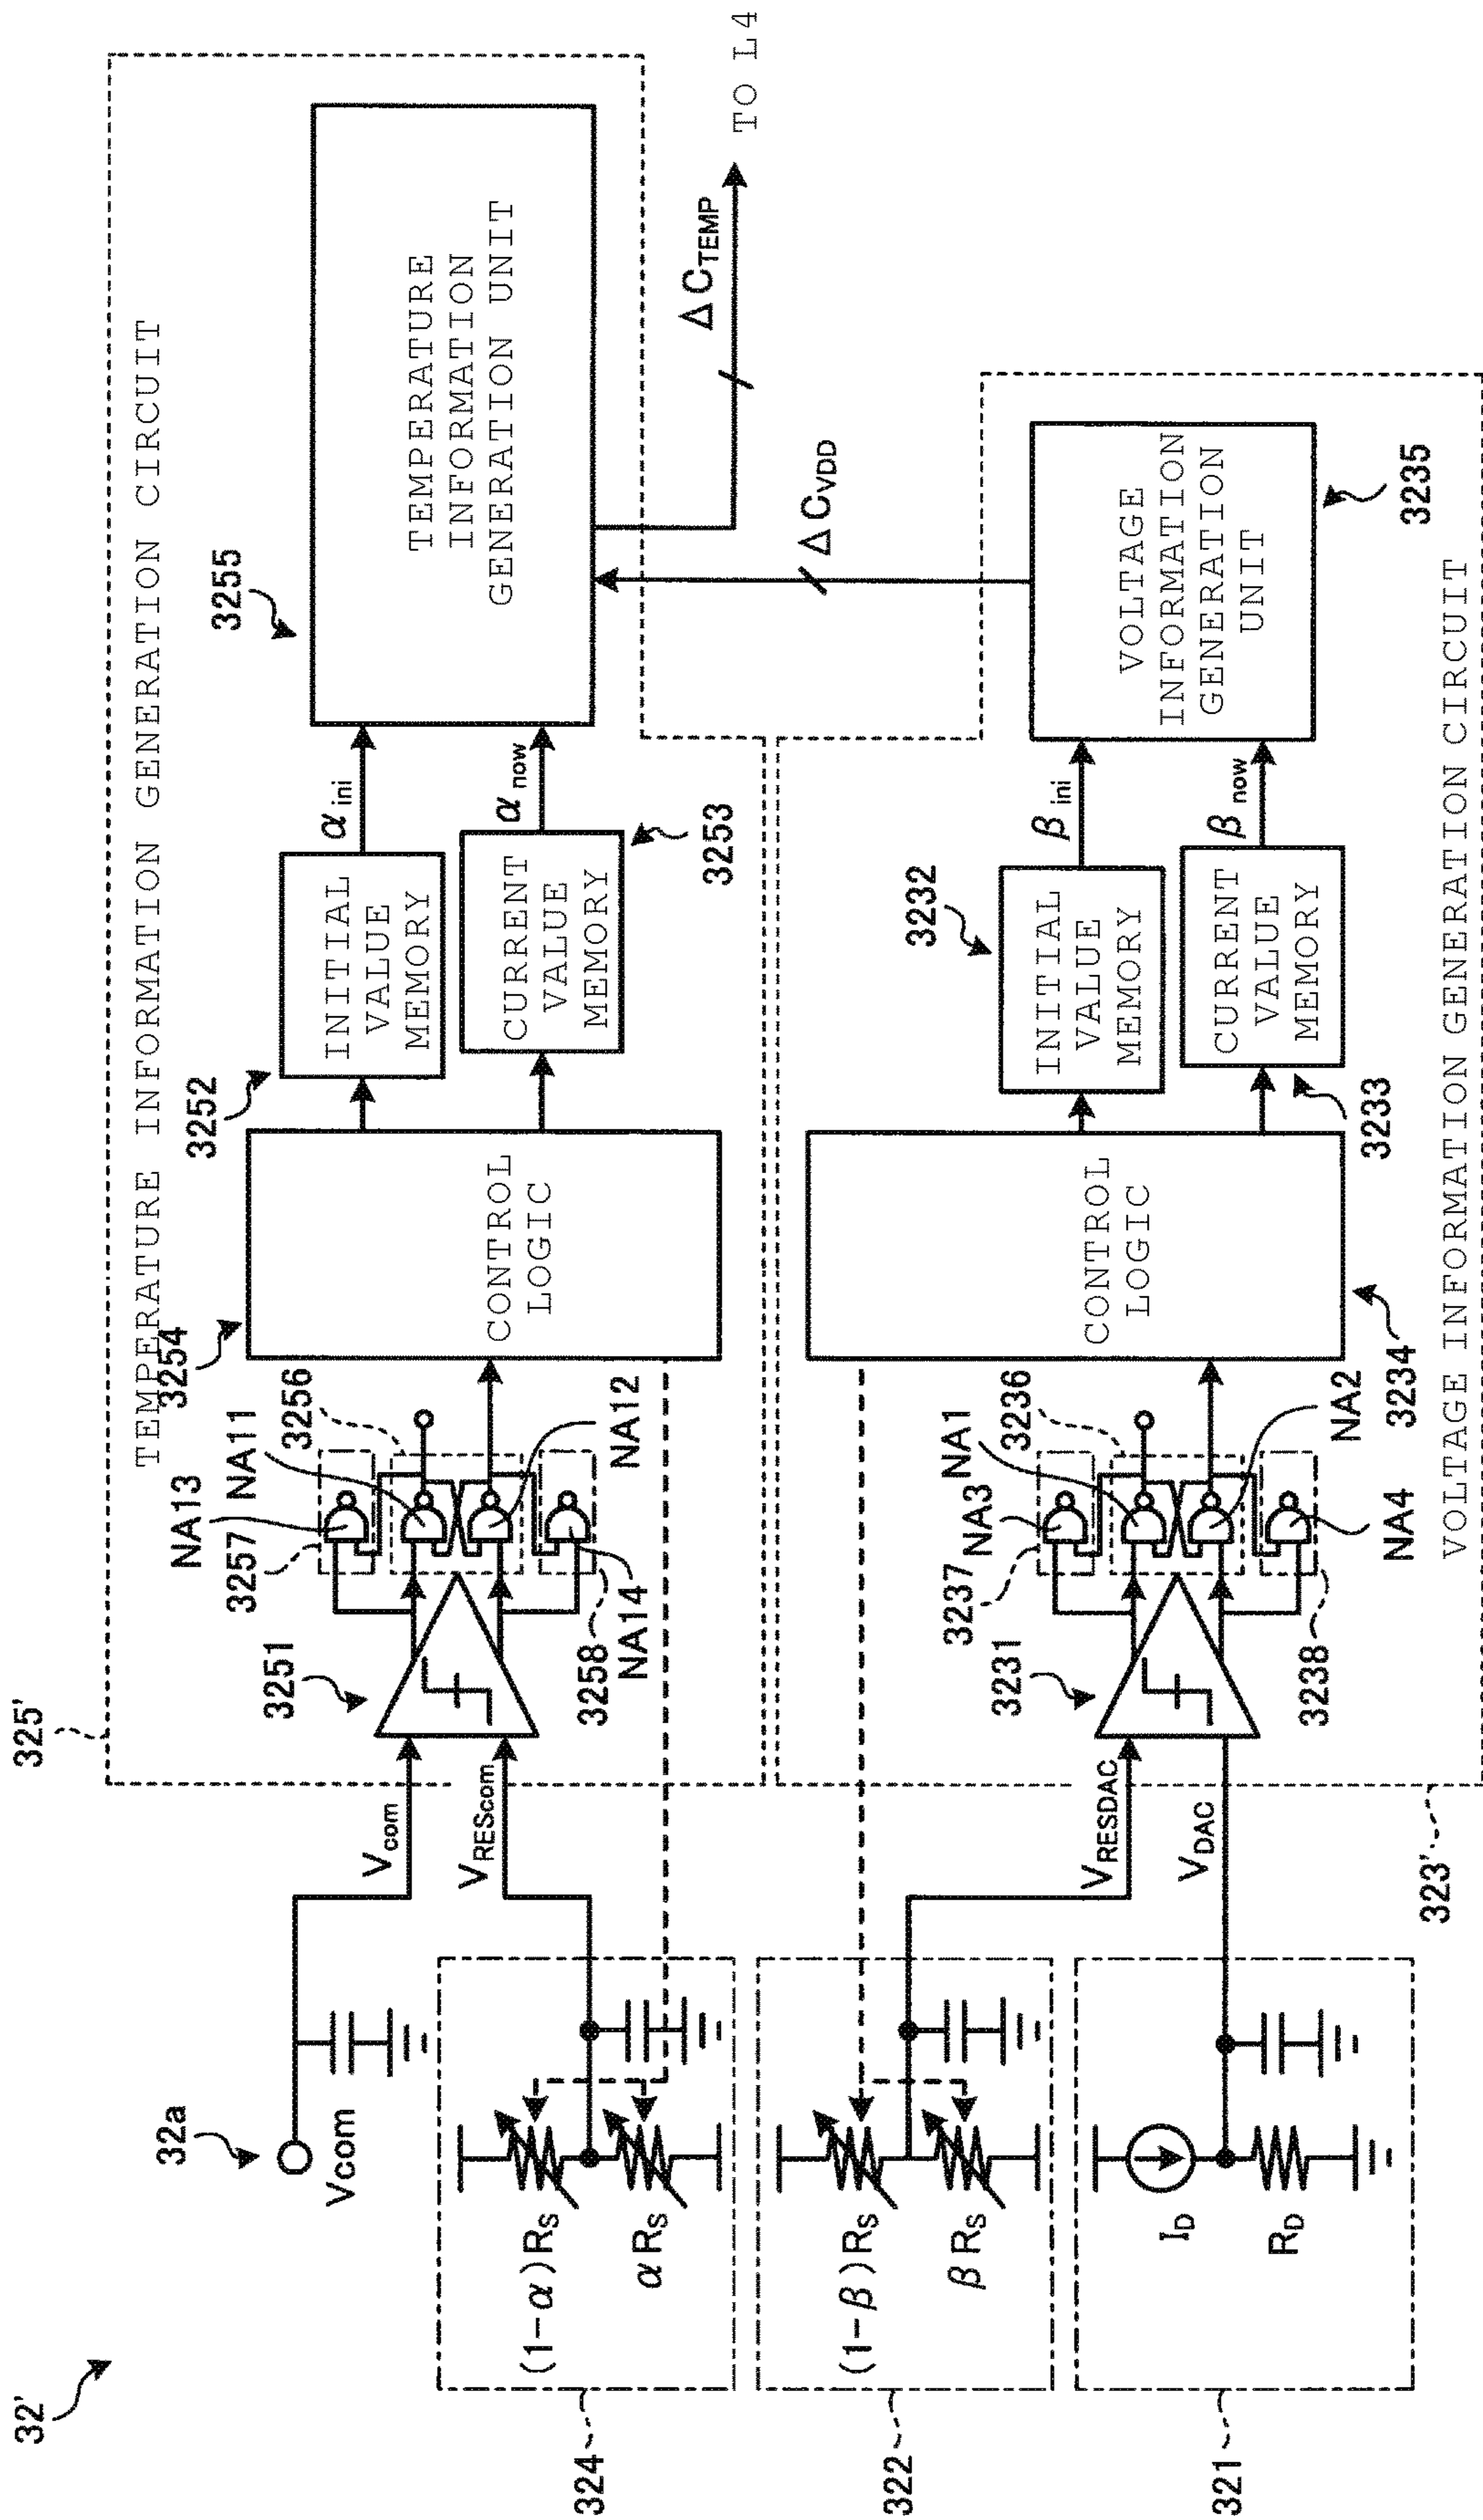 32'
325'
TEMPERATURE INFORMATION GENERATION CIRCUIT
32a
Vcom
Vcom
VREScom
3251
3257
NA13
NA11
3256
3254
3258
NA14
NA12
CONTROL
LOGIC
3252
INITIAL
VALUE
MEMORY
CURRENT
VALUE
MEMORY
3253
αini
αnow
3255
TEMPERATURE
INFORMATION
GENERATION UNIT
ΔCTEMP
TO L4
ΔCVDD
324
(1-α)RS
αRS
322
(1-β)RS
βRS
321
ID
RD
VRESDAC
VDAC
323'
3231
3237
NA3
NA1
3236
3238
NA4
NA2
3234
CONTROL
LOGIC
3232
INITIAL
VALUE
MEMORY
CURRENT
VALUE
MEMORY
3233
βini
βnow
VOLTAGE
INFORMATION
GENERATION
UNIT
3235
VOLTAGE INFORMATION GENERATION CIRCUIT